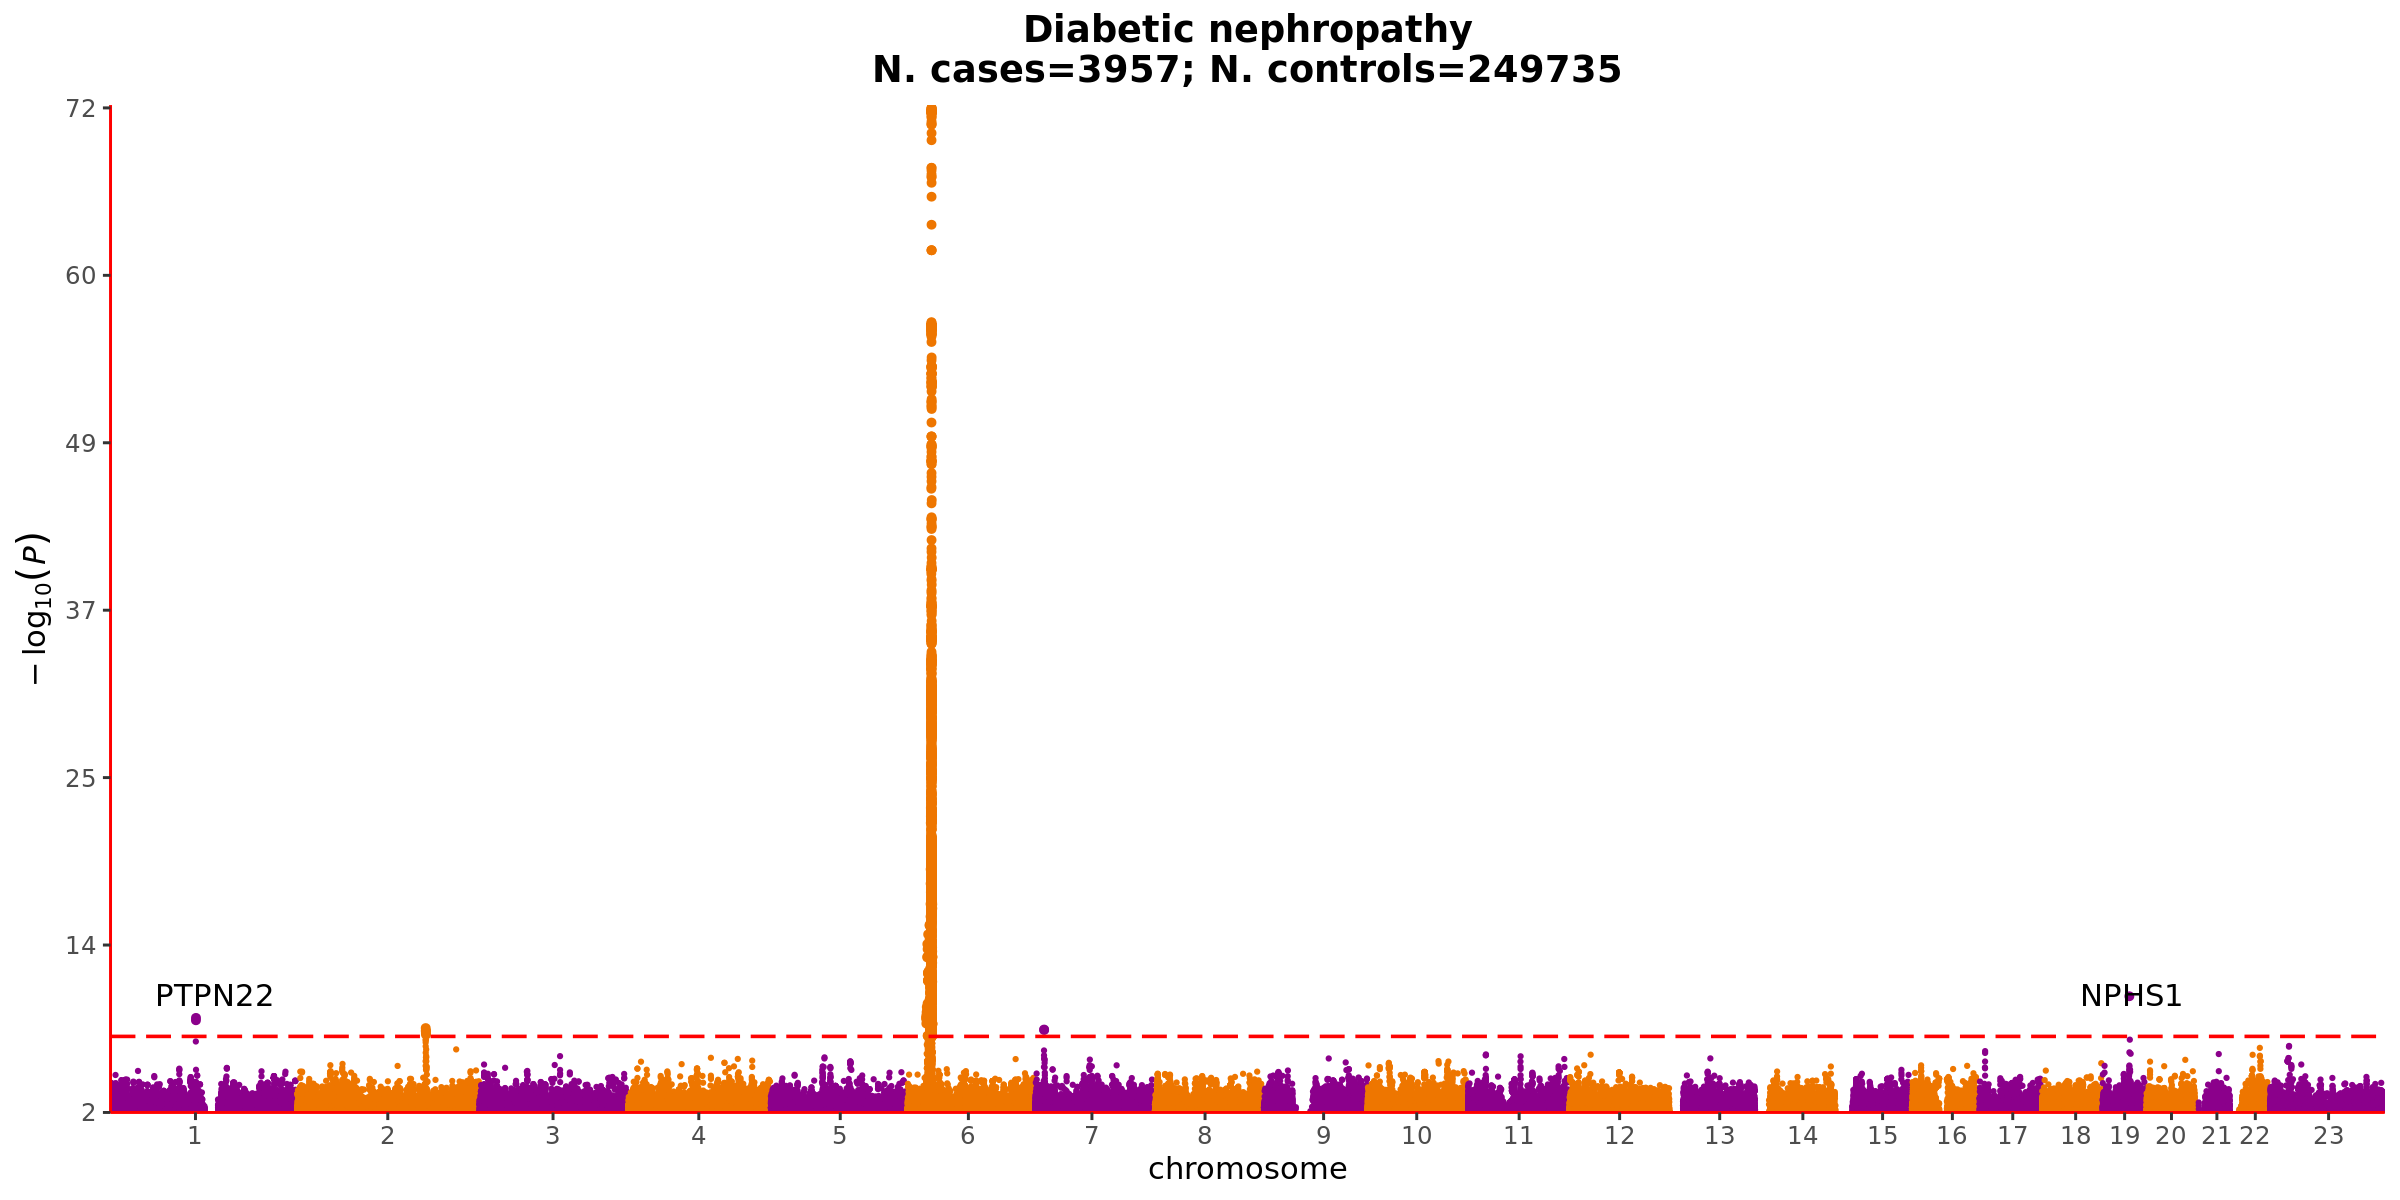 Diabetic nephropathy
N. cases=3957; N. controls=249735
72
60
49
37
25
14
2
− log10(P)
PTPN22
NPHS1
1 2 3 4 5 6 7 8 9 10 11 12 13 14 15 16 17 18 19 20 21 22 23
chromosome